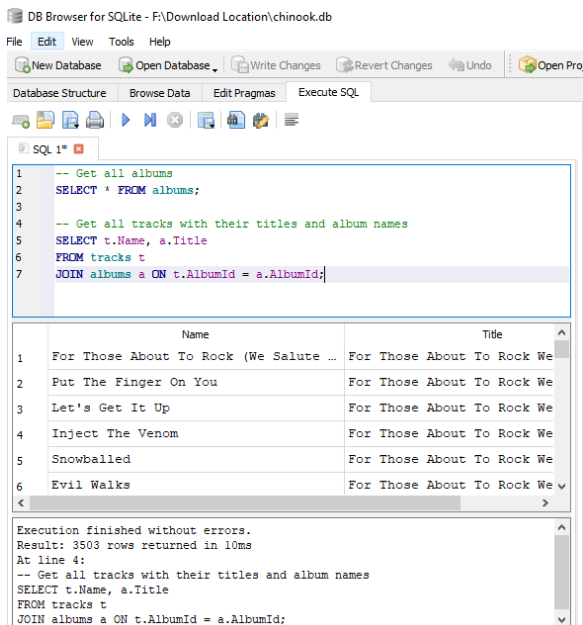 DB Browser for SQLite - F:\Download Location\chinook.db
File Edit View Tools Help
New Database Open Database Write Changes Revert Changes Undo Open Pro
Database Structure Browse Data Edit Pragmas Execute SQL
SQL 1*
1 -- Get all albums
2 SELECT * FROM albums;
3
4 -- Get all tracks with their titles and album names
5 SELECT t.Name, a.Title
6 FROM tracks t
7 JOIN albums a ON t.AlbumId = a.AlbumId;
Name Title
1 For Those About To Rock (We Salute … For Those About To Rock We
2 Put The Finger On You For Those About To Rock We
3 Let's Get It Up For Those About To Rock We
4 Inject The Venom For Those About To Rock We
5 Snowballed For Those About To Rock We
6 Evil Walks For Those About To Rock We
Execution finished without errors.
Result: 3503 rows returned in 10ms
At line 4:
-- Get all tracks with their titles and album names
SELECT t.Name, a.Title
FROM tracks t
JOIN albums a ON t.AlbumId = a.AlbumId;